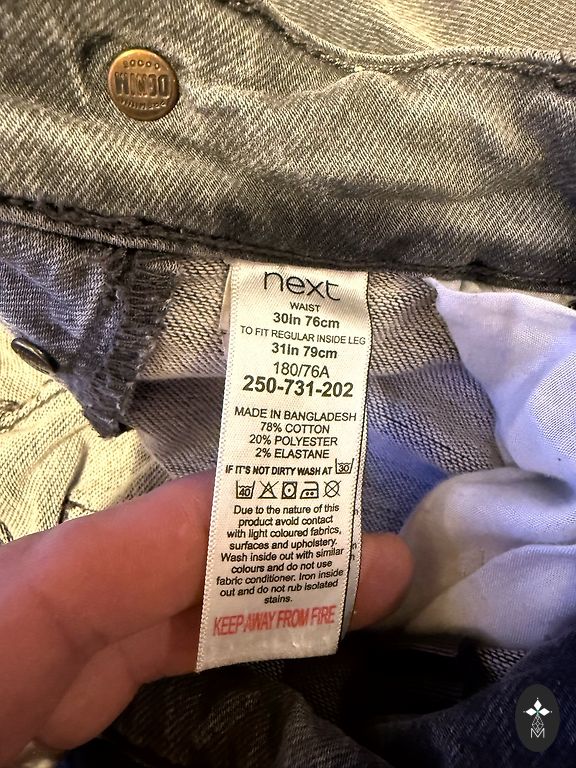 DENIM
next
WAIST
30in 76cm
TO FIT REGULAR INSIDE LEG
31in 79cm
180/76A
250-731-202
MADE IN BANGLADESH
78% COTTON
20% POLYESTER
2% ELASTANE
IF IT'S NOT DIRTY WASH AT 30
40
Due to the nature of this
product avoid contact
with light coloured fabrics,
surfaces and upholstery.
Wash inside out with similar
colours and do not use
fabric conditioner. Iron inside
out and do not rub isolated
stains.
KEEP AWAY FROM FIRE
M